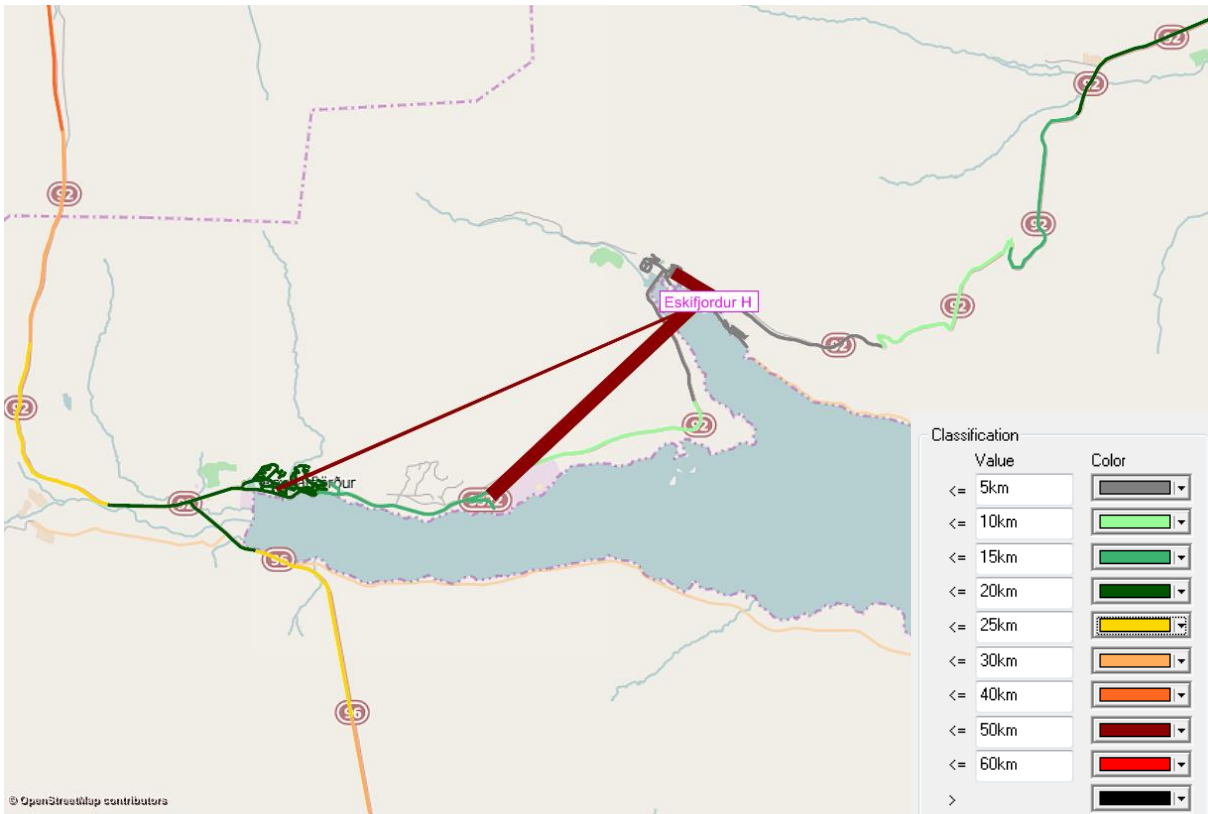 92
92
92
92
92
92
Eskifjordur H
92
92
92
96
© OpenStreetMap contributors
Classification
Value Color
<= 5km
<= 10km
<= 15km
<= 20km
<= 25km
<= 30km
<= 40km
<= 50km
<= 60km
>